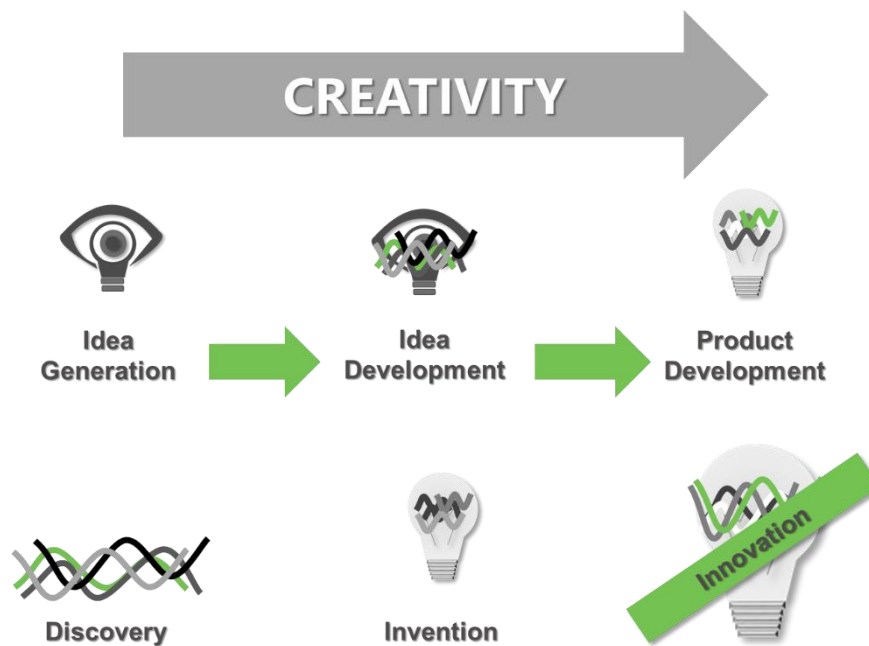 CREATIVITY
Idea
Generation
Idea
Development
Product
Development
Discovery
Invention
Innovation